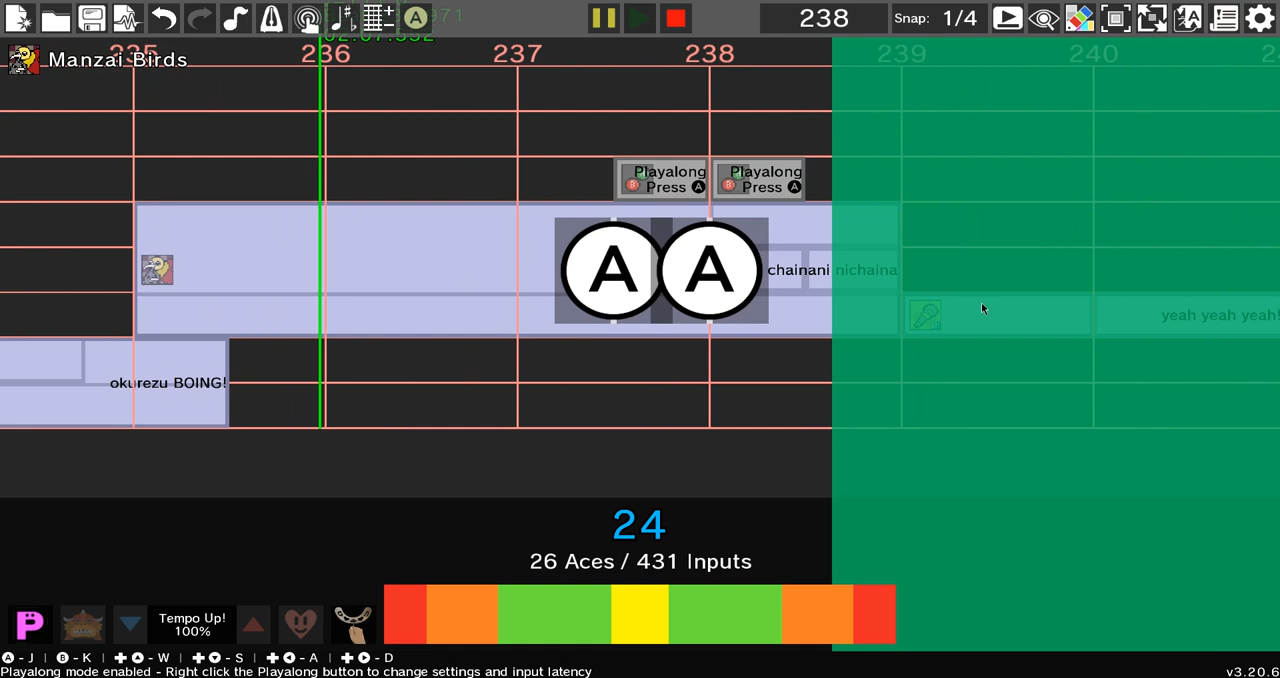 238
Snap: 1/4
Manzai Birds
235 236 237 238 239 240
Playalong Press A
Playalong Press A
A A
chainani nichaina
yeah yeah yeah!
okurezu BOING!
24
26 Aces / 431 Inputs
Tempo Up!
100%
A - J | B - K | - W | - S | - A | - D
Playalong mode enabled - Right click the Playalong button to change settings and input latency
v3.20.6